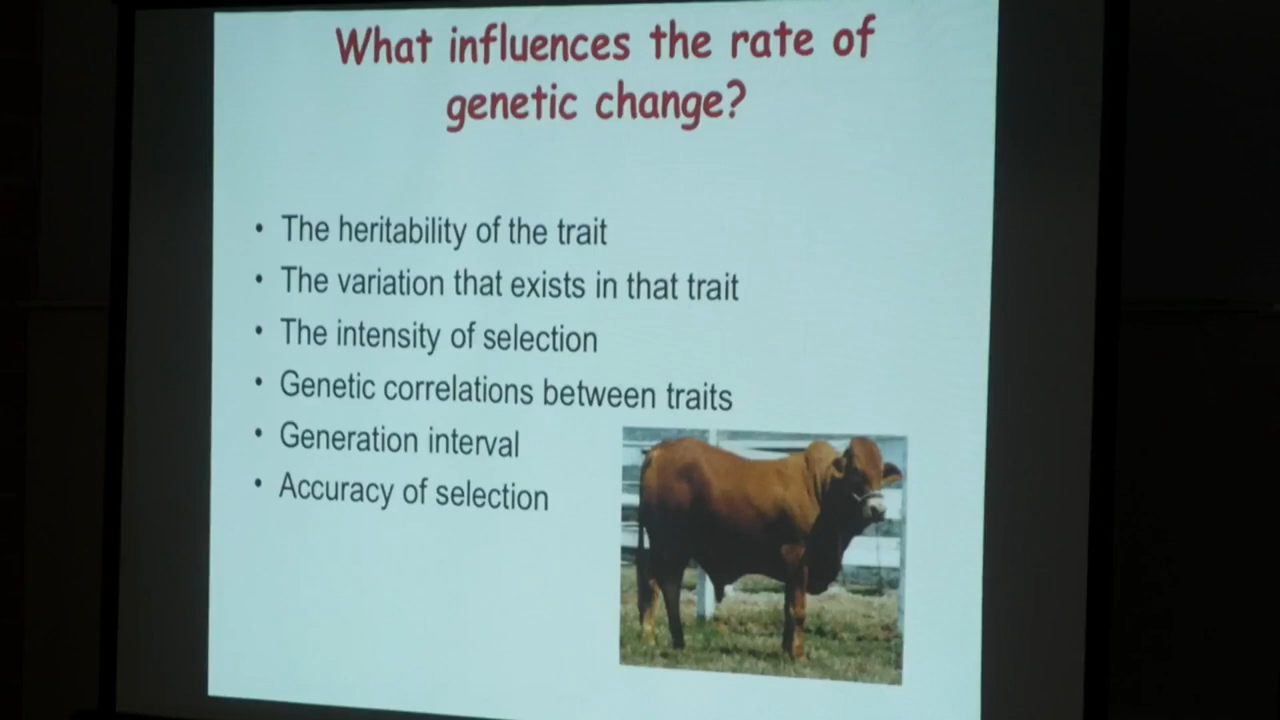 What influences the rate of
genetic change?
• The heritability of the trait
• The variation that exists in that trait
• The intensity of selection
• Genetic correlations between traits
• Generation interval
• Accuracy of selection